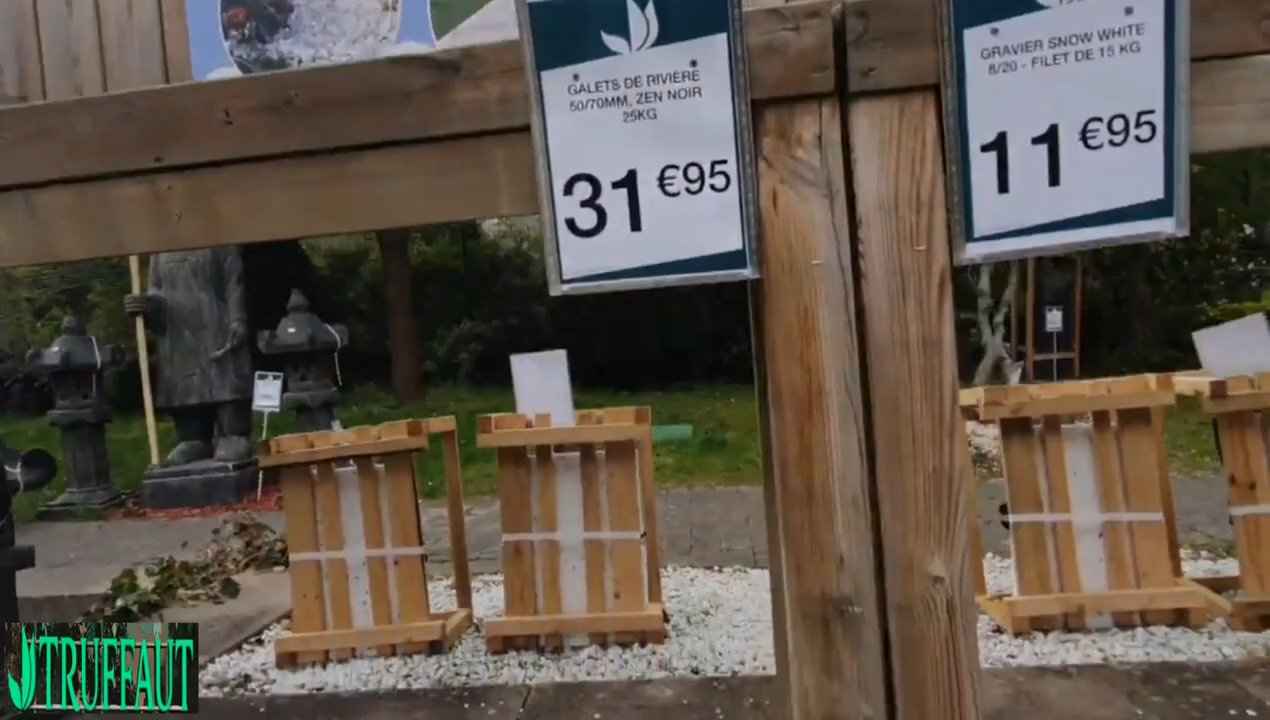 GALETS DE RIVIÈRE
50/70MM, ZEN NOIR
25KG
31 €95
GRAVIER SNOW WHITE
8/20 - FILET DE 15 KG
11 €95
TRUFFAUT